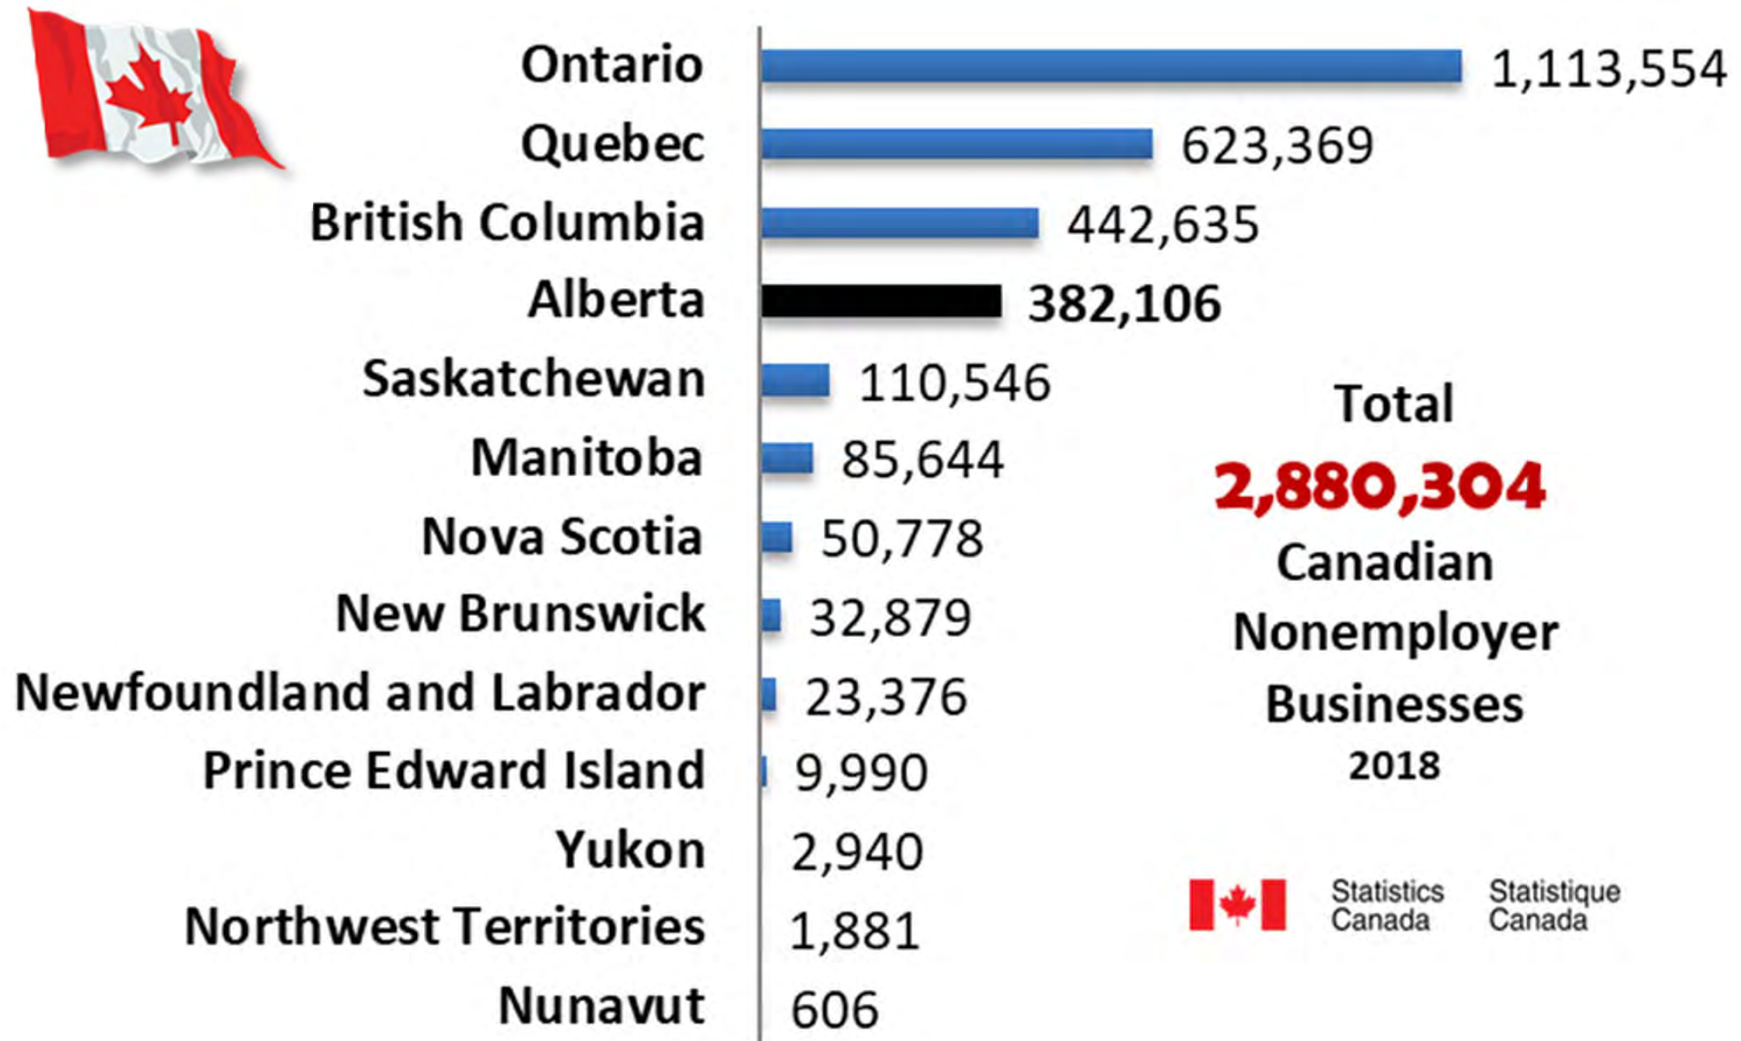 Ontario 1,113,554
Quebec 623,369
British Columbia 442,635
Alberta 382,106
Saskatchewan 110,546
Manitoba 85,644
Nova Scotia 50,778
New Brunswick 32,879
Newfoundland and Labrador 23,376
Prince Edward Island 9,990
Yukon 2,940
Northwest Territories 1,881
Nunavut 606
Total
2,880,304
Canadian
Nonemployer
Businesses
2018
Statistics
Canada
Statistique
Canada